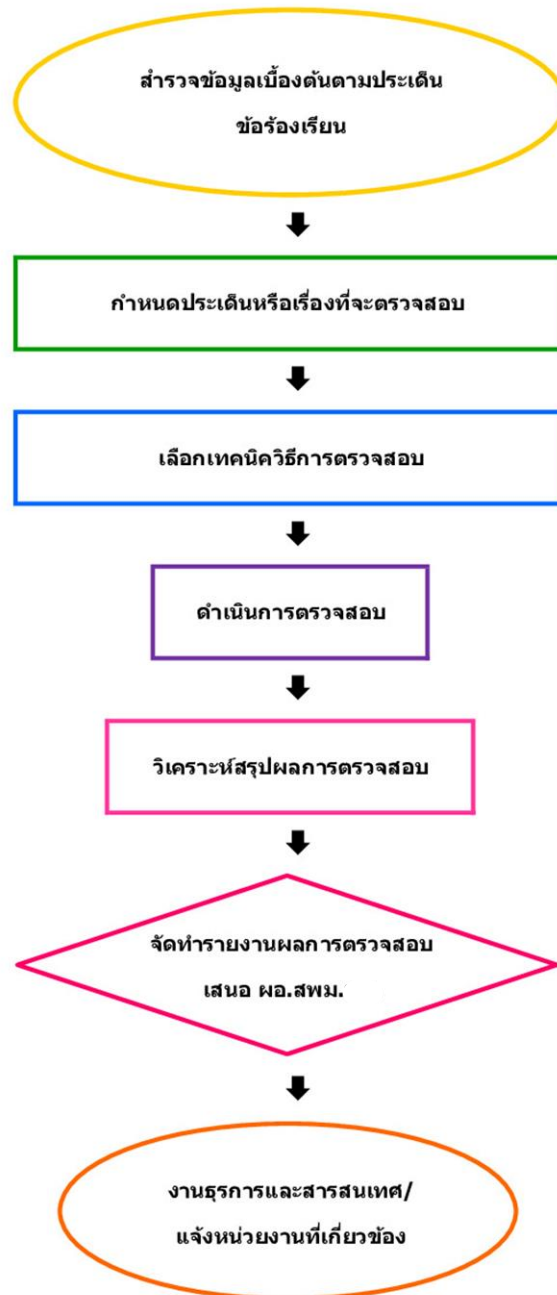 สำรวจข้อมูลเบื้องต้นตามประเด็น
ข้อร้องเรียน
กำหนดประเด็นหรือเรื่องที่จะตรวจสอบ
เลือกเทคนิควิธีการตรวจสอบ
ดำเนินการตรวจสอบ
วิเคราะห์สรุปผลการตรวจสอบ
จัดทำรายงานผลการตรวจสอบ
เสนอ ผอ.สพม.
งานธุรการและสารสนเทศ/
แจ้งหน่วยงานที่เกี่ยวข้อง